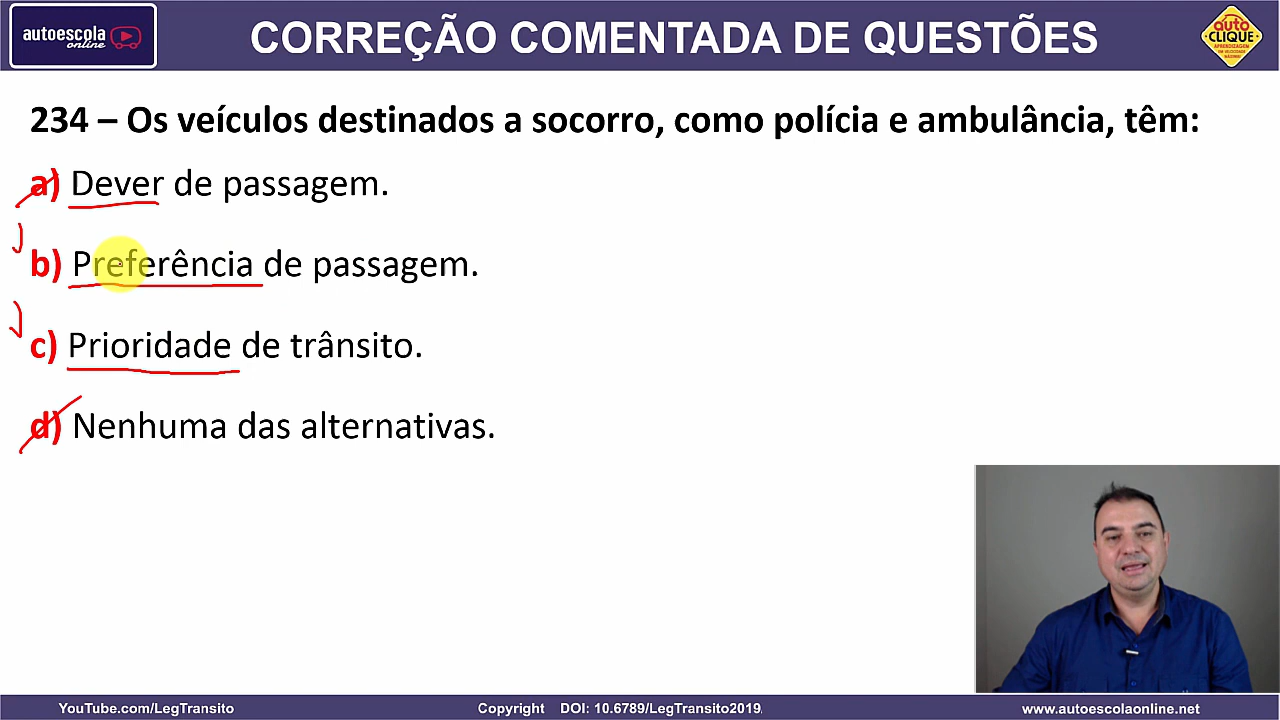 autoescola
online
CORREÇÃO COMENTADA DE QUESTÕES
auto
CLIQUE
APRENDIZAGEM
234 – Os veículos destinados a socorro, como polícia e ambulância, têm:
a) Dever de passagem.
b) Preferência de passagem.
c) Prioridade de trânsito.
d) Nenhuma das alternativas.
YouTube.com/LegTransito
Copyright DOI: 10.6789/LegTransito2019
www.autoescolaonline.net